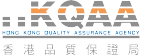 HKQAA
HONG KONG QUALITY ASSURANCE AGENCY
香港品質保證局